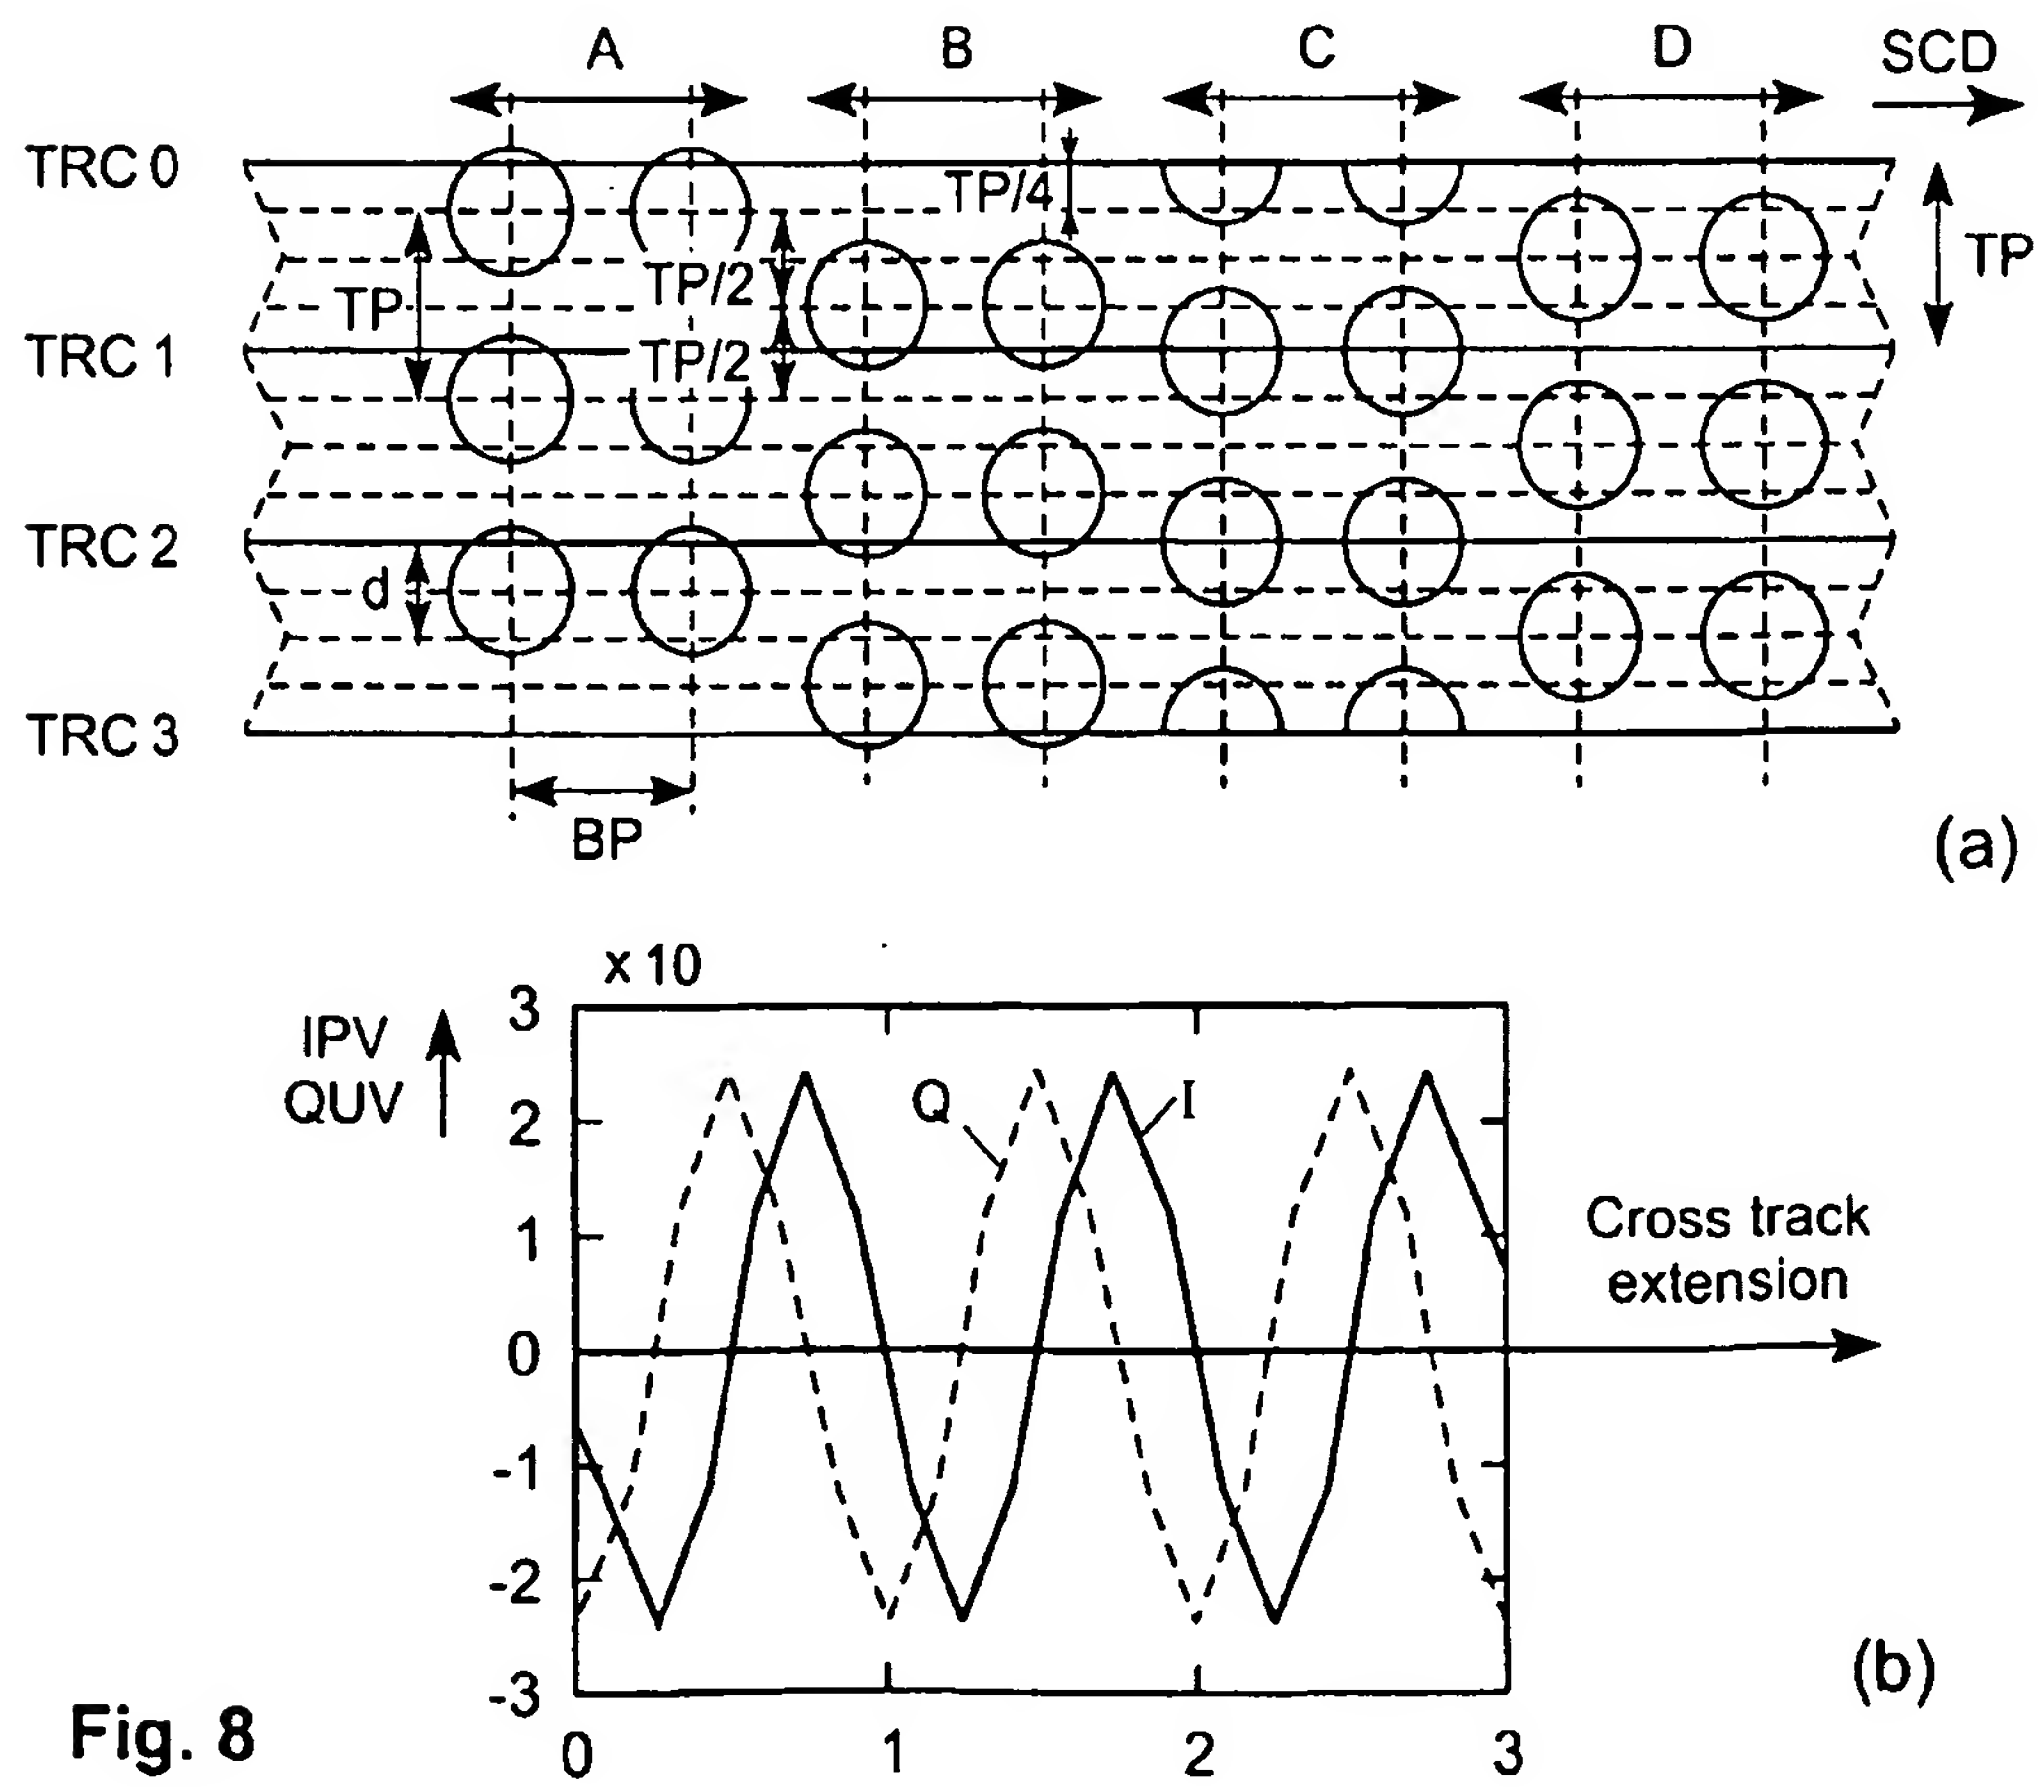 A B C D SCD
TRC 0
TP/4
TP/2
TP
TP
TRC 1
TP/2
TRC 2
d
TRC 3
BP
(a)
x 10
IPV
QUV
3
2
1
0
-1
-2
-3
Q
I
Cross track
extension
(b)
0 1 2 3
Fig. 8